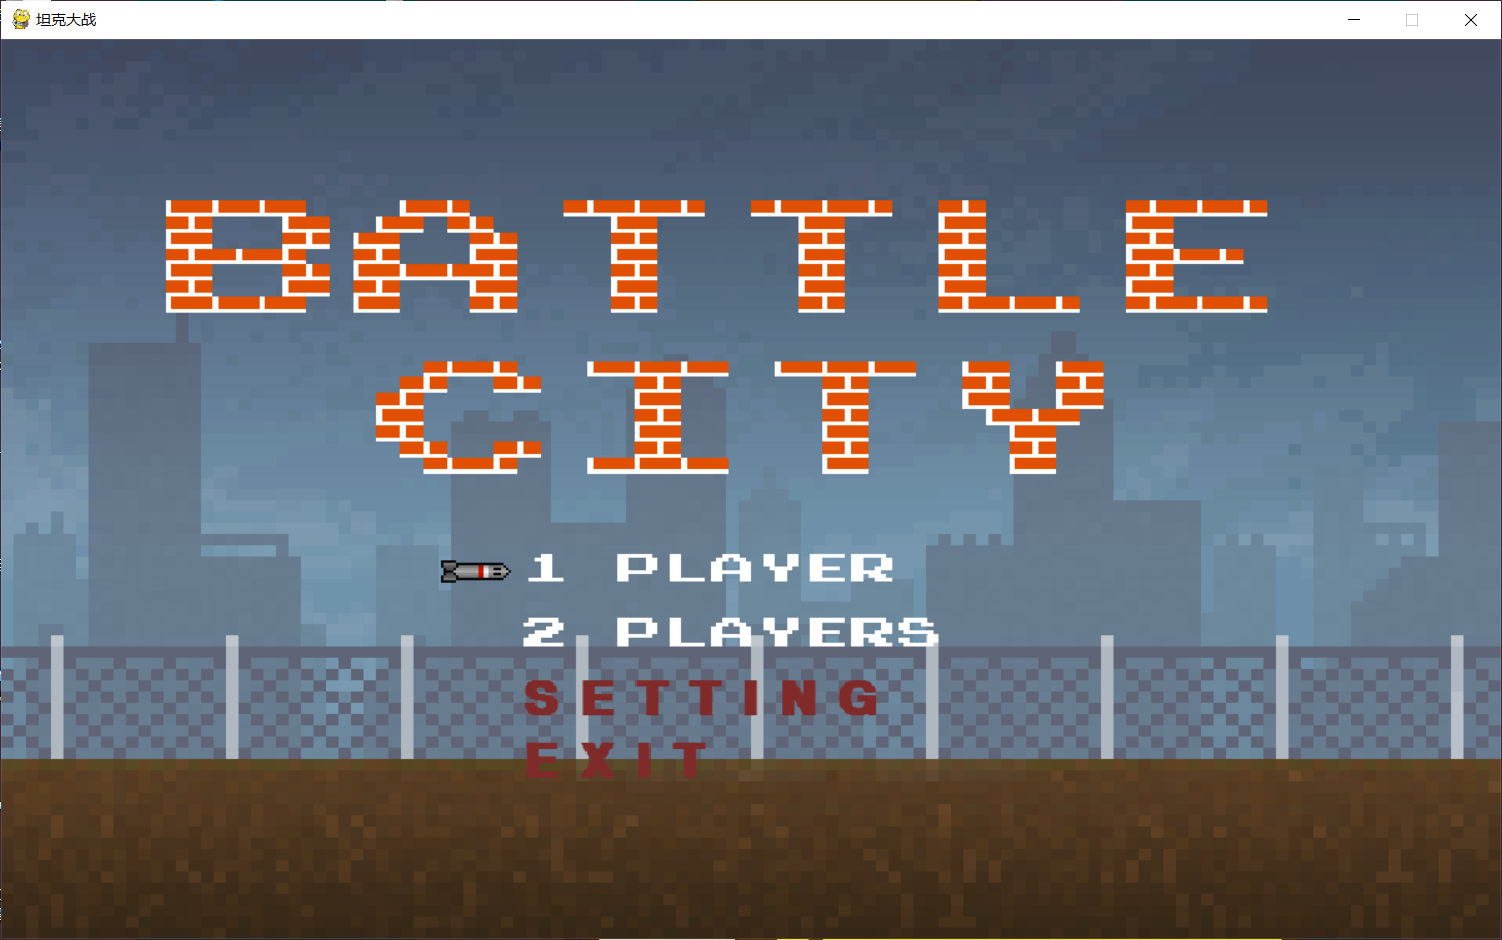 坦克大战
BATTLE
CITY
1 PLAYER
2 PLAYERS
SETTING
EXIT